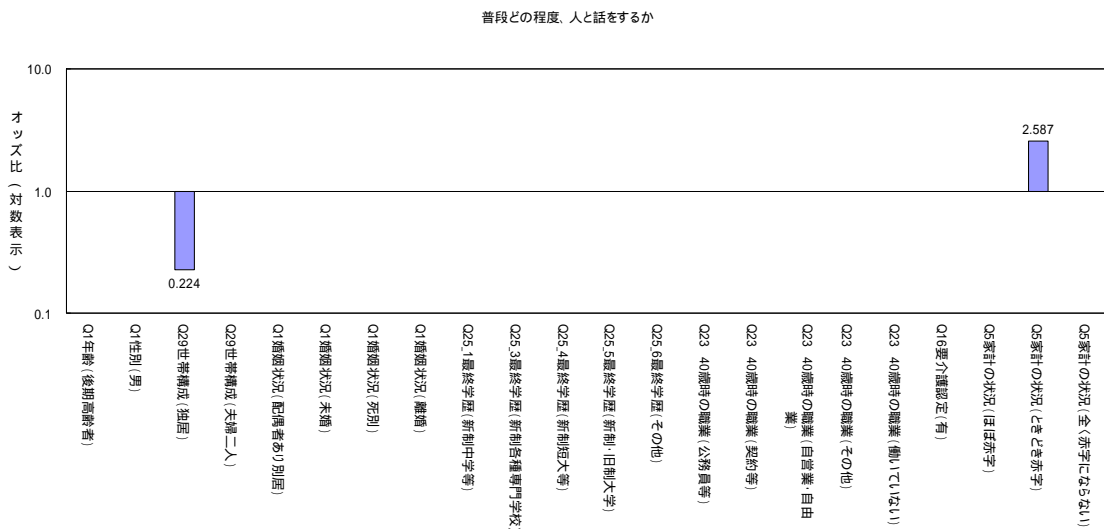 普段どの程度、人と話をするか
オッズ比(対数表示)
10.0
1.0
0.1
0.224
2.587
Q1年齢(後期高齢者)
Q1性別(男)
Q29世帯構成(独居)
Q29世帯構成(夫婦二人)
Q1婚姻状況(配偶者あり別居)
Q1婚姻状況(未婚)
Q1婚姻状況(死別)
Q1婚姻状況(離婚)
Q25_1最終学歴(新制中学等)
Q25_3最終学歴(新制各種専門学校)
Q25_4最終学歴(新制短大等)
Q25_5最終学歴(新制・旧制大学)
Q25_6最終学歴(その他)
Q23 40歳時の職業(公務員等)
Q23 40歳時の職業(契約等)
Q23 40歳時の職業(自営業・自由
業)
Q23 40歳時の職業(その他)
Q23 40歳時の職業(働いていない)
Q16要介護認定(有)
Q5家計の状況(ほぼ赤字)
Q5家計の状況(ときどき赤字)
Q5家計の状況(全く赤字にならない)